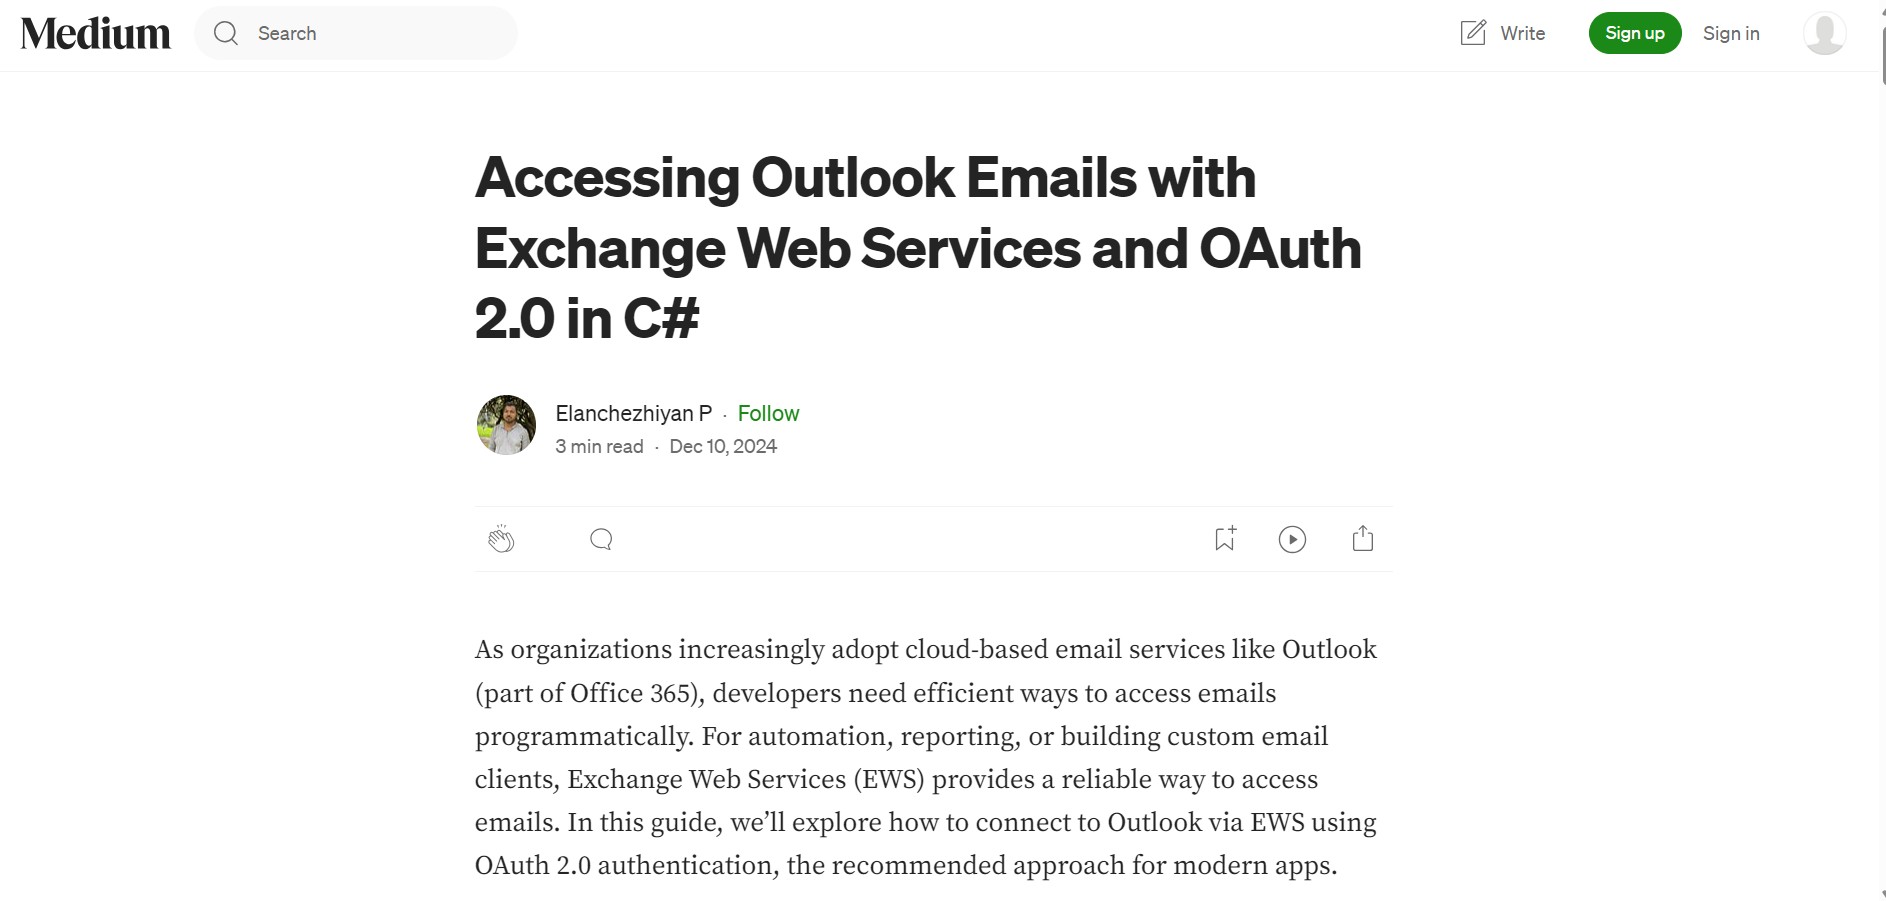 Medium
Search
Write
Sign up
Sign in
Accessing Outlook Emails with
Exchange Web Services and OAuth
2.0 in C#
Elanchezhiyan P · Follow
3 min read · Dec 10, 2024
As organizations increasingly adopt cloud-based email services like Outlook
(part of Office 365), developers need efficient ways to access emails
programmatically. For automation, reporting, or building custom email
clients, Exchange Web Services (EWS) provides a reliable way to access
emails. In this guide, we’ll explore how to connect to Outlook via EWS using
OAuth 2.0 authentication, the recommended approach for modern apps.